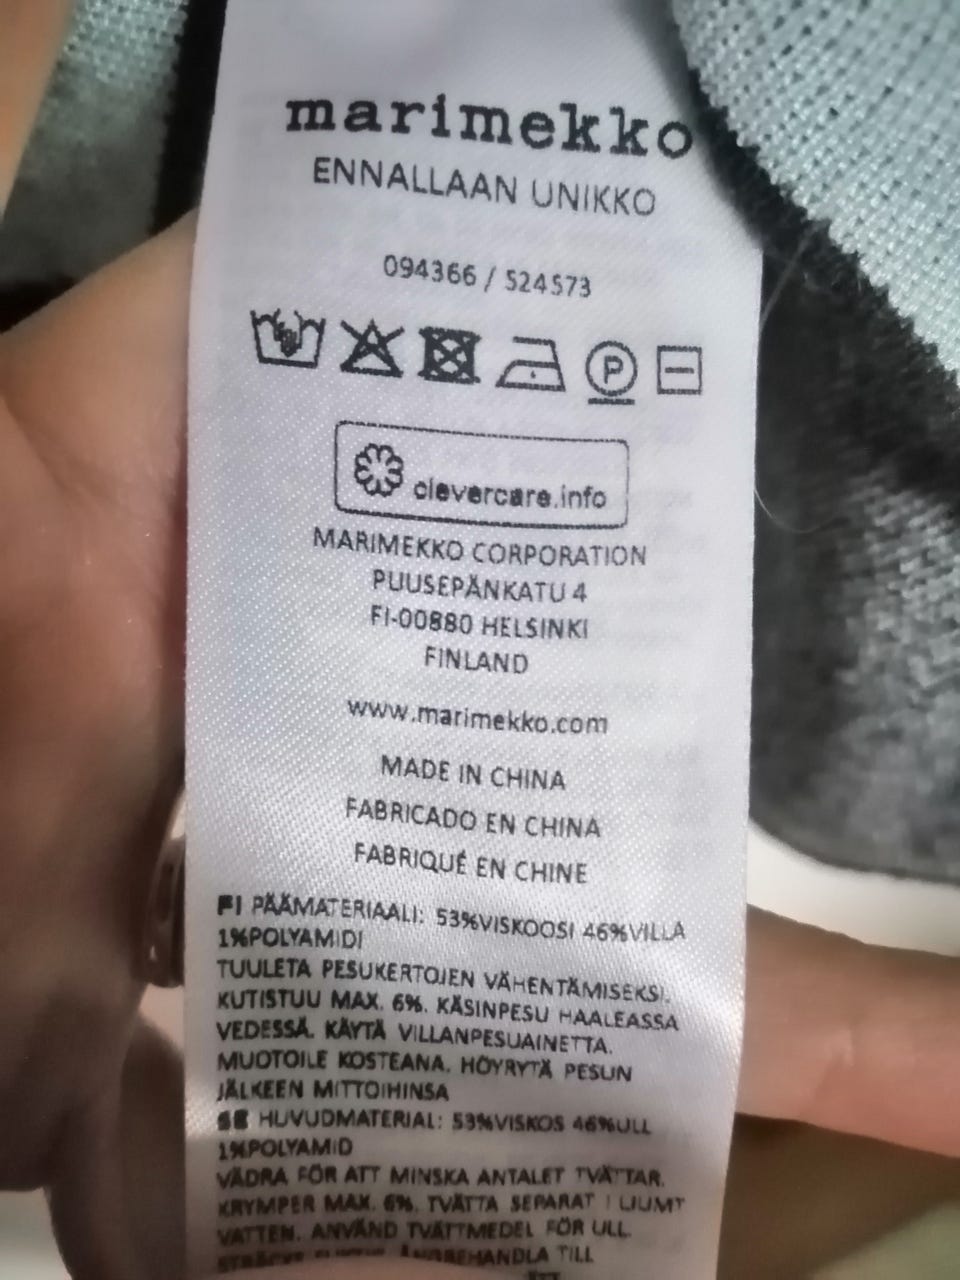 marimekko
ENNALLAAN UNIKKO
094366 / 524573
P
clevercare.info
MARIMEKKO CORPORATION
PUUSEPÄNKATU 4
FI-00880 HELSINKI
FINLAND
www.marimekko.com
MADE IN CHINA
FABRICADO EN CHINA
FABRIQUÉ EN CHINE
FI PÄÄMATERIAALI: 53%VISKOOSI 46%VILLA
1%POLYAMIDI
TUULETA PESUKERTOJEN VÄHENTÄMISEKSI.
KUTISTUU MAX. 6%. KÄSINPESU HAALEASSA
VEDESSÄ. KÄYTÄ VILLANPESUAINETTA.
MUOTOILE KOSTEANA. HÖYRYTÄ PESUN
JÄLKEEN MITTOIHINSA
SE HUVUDMATERIAL: 53%VISKOS 46%ULL
1%POLYAMID
VÄDRA FÖR ATT MINSKA ANTALET TVÄTTAR.
KRYMPER MAX. 6%. TVÄTTA SEPARAT I LJUMT
VATTEN. ANVÄND TVÄTTMEDEL FÖR ULL.
ÅNGBEHANDLA TILL